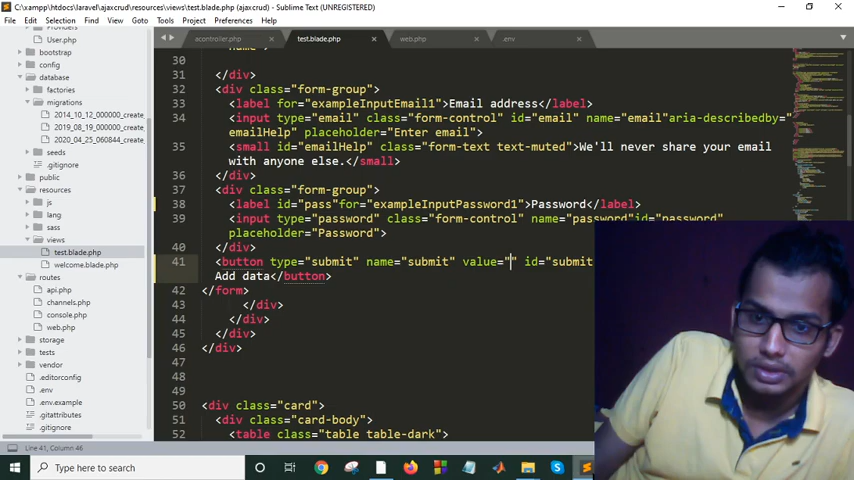 C:\xampp\htdocs\laravel\ajaxcrud\resources\views\test.blade.php (ajaxcrud) - Sublime Text (UNREGISTERED)
File Edit Selection Find View Goto Tools Project Preferences Help
Providers
User.php
bootstrap
config
database
factories
migrations
2014_10_12_000000_create_
2019_08_19_000000_create_
2020_04_25_060844_create_
seeds
.gitignore
public
resources
js
lang
sass
views
test.blade.php
welcome.blade.php
routes
api.php
channels.php
console.php
web.php
storage
tests
vendor
.editorconfig
.env
.env.example
.gitattributes
.gitignore
acontroller.php test.blade.php web.php .env
name">
30
31 </div>
32 <div class="form-group">
33 <label for="exampleInputEmail1">Email address</label>
34 <input type="email" class="form-control" id="email" name="email"aria-describedby="
emailHelp" placeholder="Enter email">
35 <small id="emailHelp" class="form-text text-muted">We'll never share your email
with anyone else.</small>
36 </div>
37 <div class="form-group">
38 <label id="pass"for="exampleInputPassword1">Password</label>
39 <input type="password" class="form-control" name="password"id="password"
placeholder="Password">
40 </div>
41 <button type="submit" name="submit" value="" id="submit
Add data</button>
42 </form>
43 </div>
44 </div>
45 </div>
46 </div>
47
48
49
50 <div class="card">
51 <div class="card-body">
52 <table class="table table-dark">
Line 41, Column 46
Type here to search